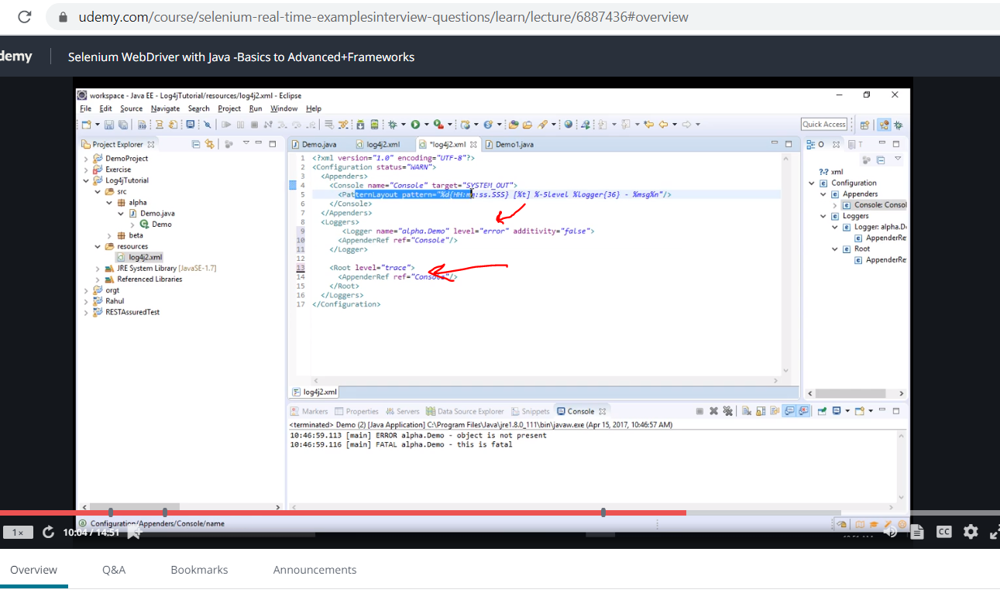 udemy.com/course/selenium-real-time-examplesinterview-questions/learn/lecture/6887436#overview
demy
Selenium WebDriver with Java -Basics to Advanced+Frameworks
workspace - Java EE - Log4jTutorial/resources/log4j2.xml - Eclipse
File Edit Source Navigate Search Project Run Window Help
Quick Access
Project Explorer
DemoProject
Exercise
Log4jTutorial
src
alpha
Demo.java
Demo
beta
resources
log4j2.xml
JRE System Library [JavaSE-1.7]
Referenced Libraries
orgt
Rahul
RESTAssuredTest
Demo.java log4j2.xml *log4j2.xml Demo1.java
1 <?xml version="1.0" encoding="UTF-8"?>
2 <Configuration status="WARN">
3 <Appenders>
4 <Console name="Console" target="SYSTEM_OUT">
5 <PatternLayout pattern="%d{HH:mm:ss.SSS} [%t] %-5level %logger{36} - %msg%n"/>
6 </Console>
7 </Appenders>
8 <Loggers>
9 <Logger name="alpha.Demo" level="error" additivity="false">
10 <AppenderRef ref="Console"/>
11 </Logger>
12
13 <Root level="trace">
14 <AppenderRef ref="Console"/>
15 </Root>
16 </Loggers>
17 </Configuration>
log4j2.xml
O T
?-? xml
Configuration
Appenders
Console: Consol
Loggers
Logger: alpha.D
AppenderRe
Root
AppenderRe
Markers Properties Servers Data Source Explorer Snippets Console
<terminated> Demo (2) [Java Application] C:\Program Files\Java\jre1.8.0_111\bin\javaw.exe (Apr 15, 2017, 10:46:57 AM)
10:46:59.113 [main] ERROR alpha.Demo - object is not present
10:46:59.116 [main] FATAL alpha.Demo - this is fatal
Configuration/Appenders/Console/name
1× 10:04 / 14:51 CC
Overview Q&A Bookmarks Announcements